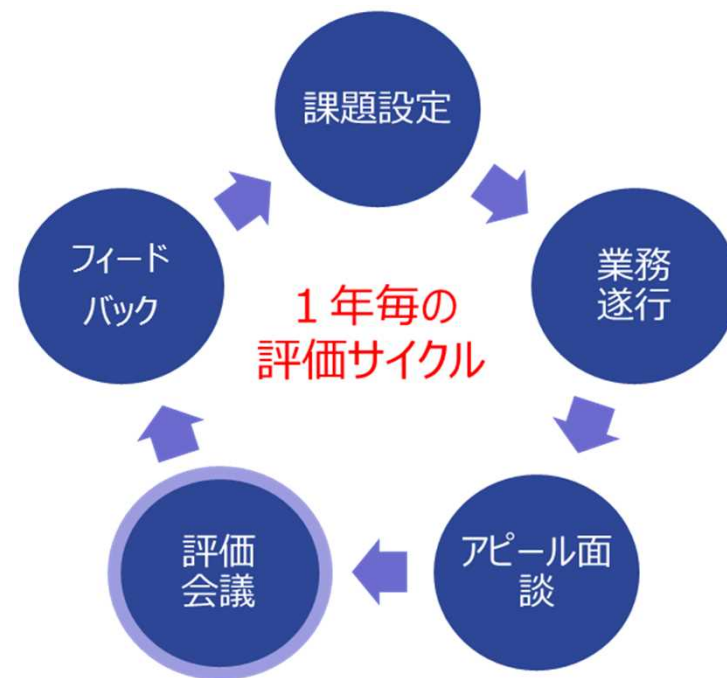 課題設定
業務
遂行
アピール面
談
評価
会議
フィード
バック
１年毎の
評価サイクル